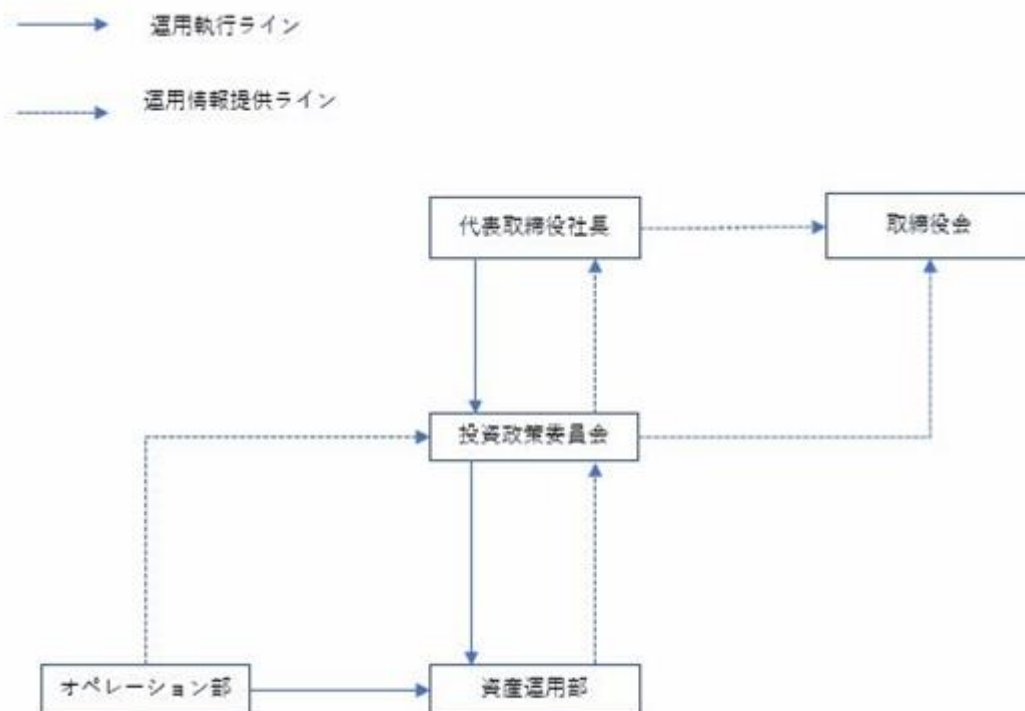 運用執行ライン
運用情報提供ライン
代表取締役社長
取締役会
投資政策委員会
オペレーション部
資産運用部